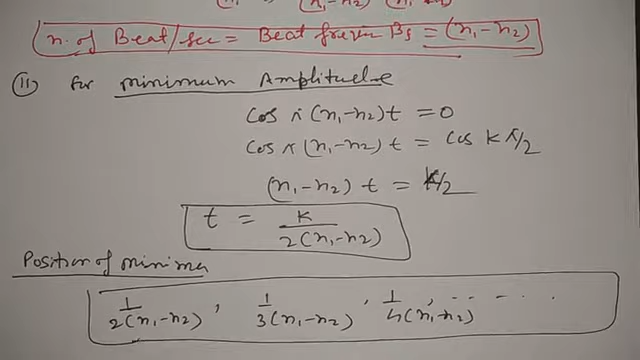 n. of Beat/sec = Beat frequen Bs = (n₁-n₂)
(II) for minimum Amplitude
cos π(n₁-n₂)t = 0
cos π(n₁-n₂)t = cos kπ/2
(n₁-n₂)t = k/2
t = k/2(n₁-n₂)
Position of minima
1/2(n₁-n₂), 1/3(n₁-n₂), 1/4(n₁-n₂), ......